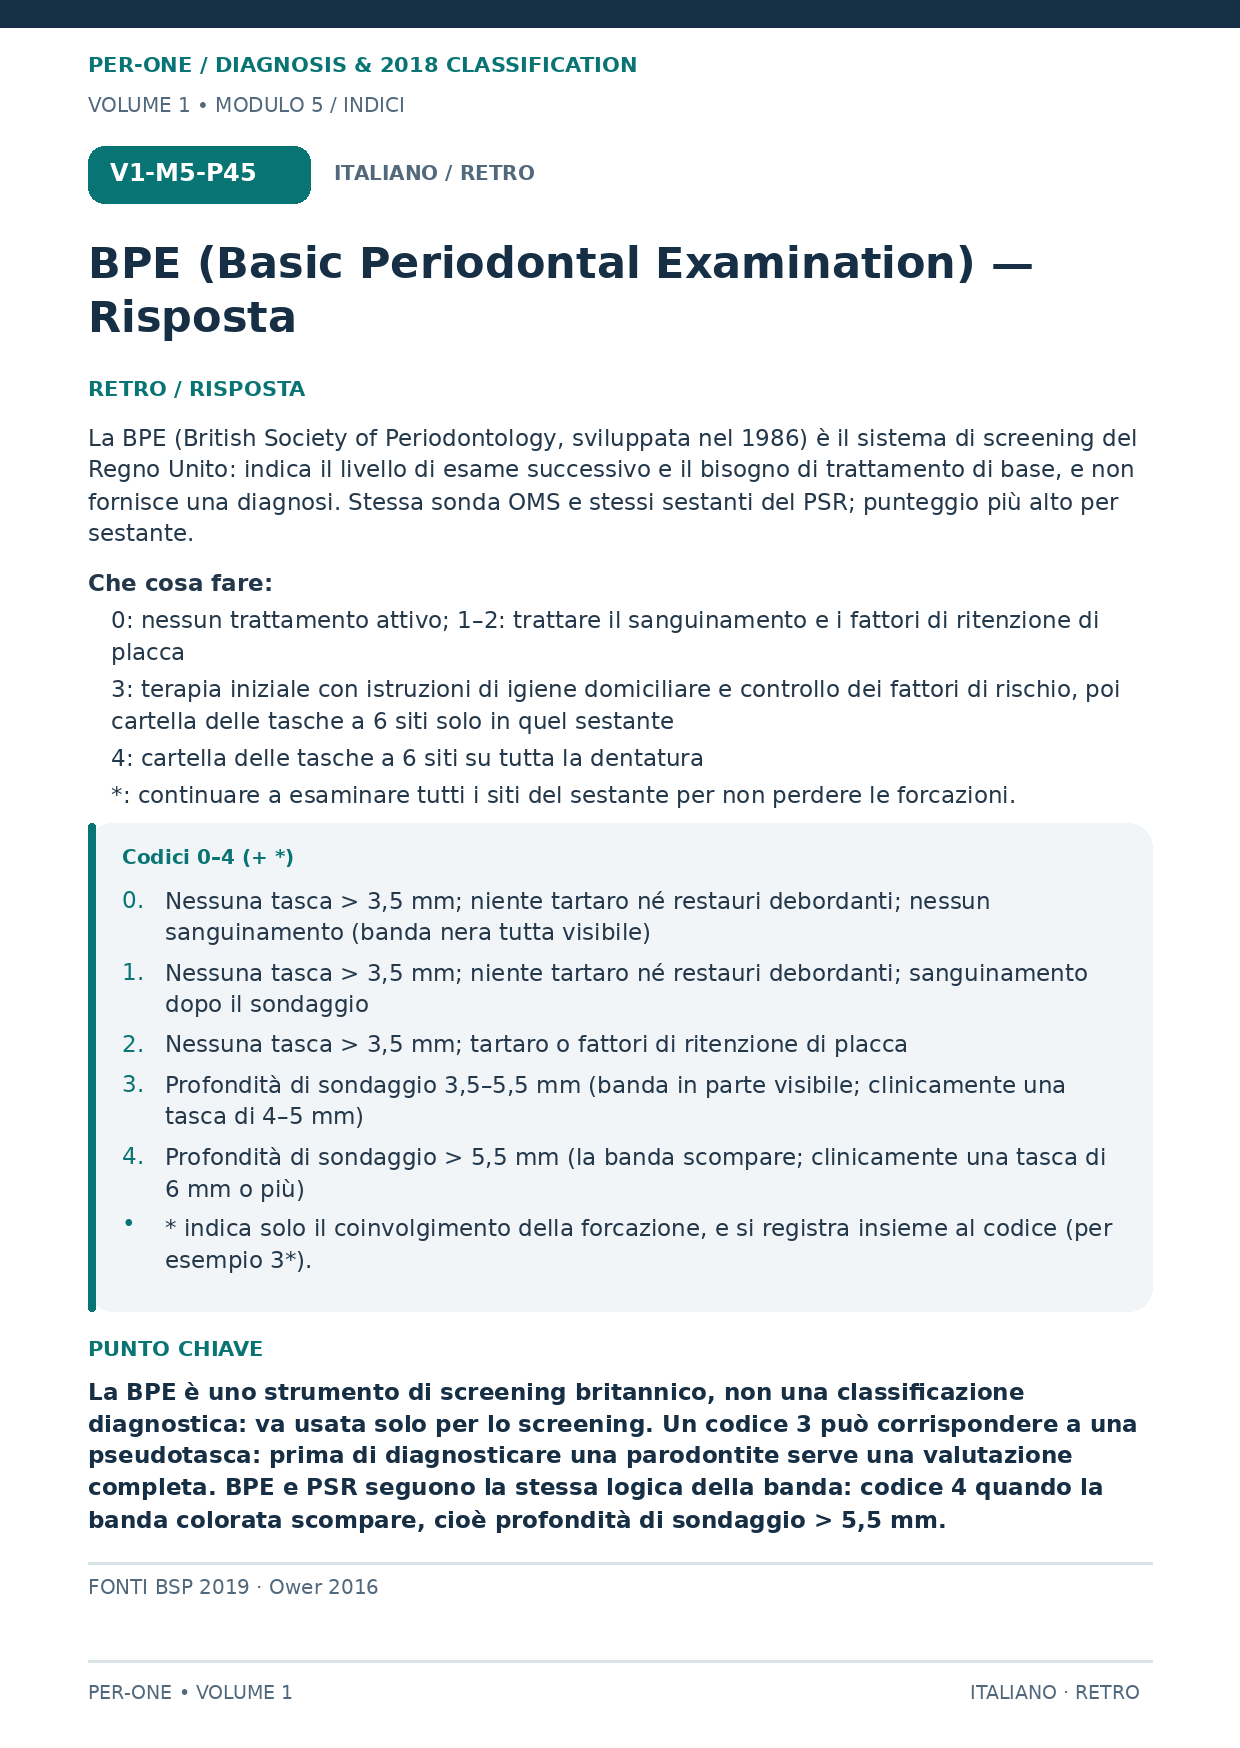 PER-ONE / DIAGNOSIS & 2018 CLASSIFICATION
VOLUME 1 • MODULO 5 / INDICI
V1-M5-P45
ITALIANO / RETRO
BPE (Basic Periodontal Examination) —
Risposta
RETRO / RISPOSTA
La BPE (British Society of Periodontology, sviluppata nel 1986) è il sistema di screening del
Regno Unito: indica il livello di esame successivo e il bisogno di trattamento di base, e non
fornisce una diagnosi. Stessa sonda OMS e stessi sestanti del PSR; punteggio più alto per
sestante.
Che cosa fare:
0: nessun trattamento attivo; 1–2: trattare il sanguinamento e i fattori di ritenzione di
placca
3: terapia iniziale con istruzioni di igiene domiciliare e controllo dei fattori di rischio, poi
cartella delle tasche a 6 siti solo in quel sestante
4: cartella delle tasche a 6 siti su tutta la dentatura
*: continuare a esaminare tutti i siti del sestante per non perdere le forcazioni.
Codici 0–4 (+ *)
0. Nessuna tasca > 3,5 mm; niente tartaro né restauri debordanti; nessun
sanguinamento (banda nera tutta visibile)
1. Nessuna tasca > 3,5 mm; niente tartaro né restauri debordanti; sanguinamento
dopo il sondaggio
2. Nessuna tasca > 3,5 mm; tartaro o fattori di ritenzione di placca
3. Profondità di sondaggio 3,5–5,5 mm (banda in parte visibile; clinicamente una
tasca di 4–5 mm)
4. Profondità di sondaggio > 5,5 mm (la banda scompare; clinicamente una tasca di
6 mm o più)
• * indica solo il coinvolgimento della forcazione, e si registra insieme al codice (per
esempio 3*).
PUNTO CHIAVE
La BPE è uno strumento di screening britannico, non una classificazione
diagnostica: va usata solo per lo screening. Un codice 3 può corrispondere a una
pseudotasca: prima di diagnosticare una parodontite serve una valutazione
completa. BPE e PSR seguono la stessa logica della banda: codice 4 quando la
banda colorata scompare, cioè profondità di sondaggio > 5,5 mm.
FONTI BSP 2019 · Ower 2016
PER-ONE • VOLUME 1
ITALIANO · RETRO